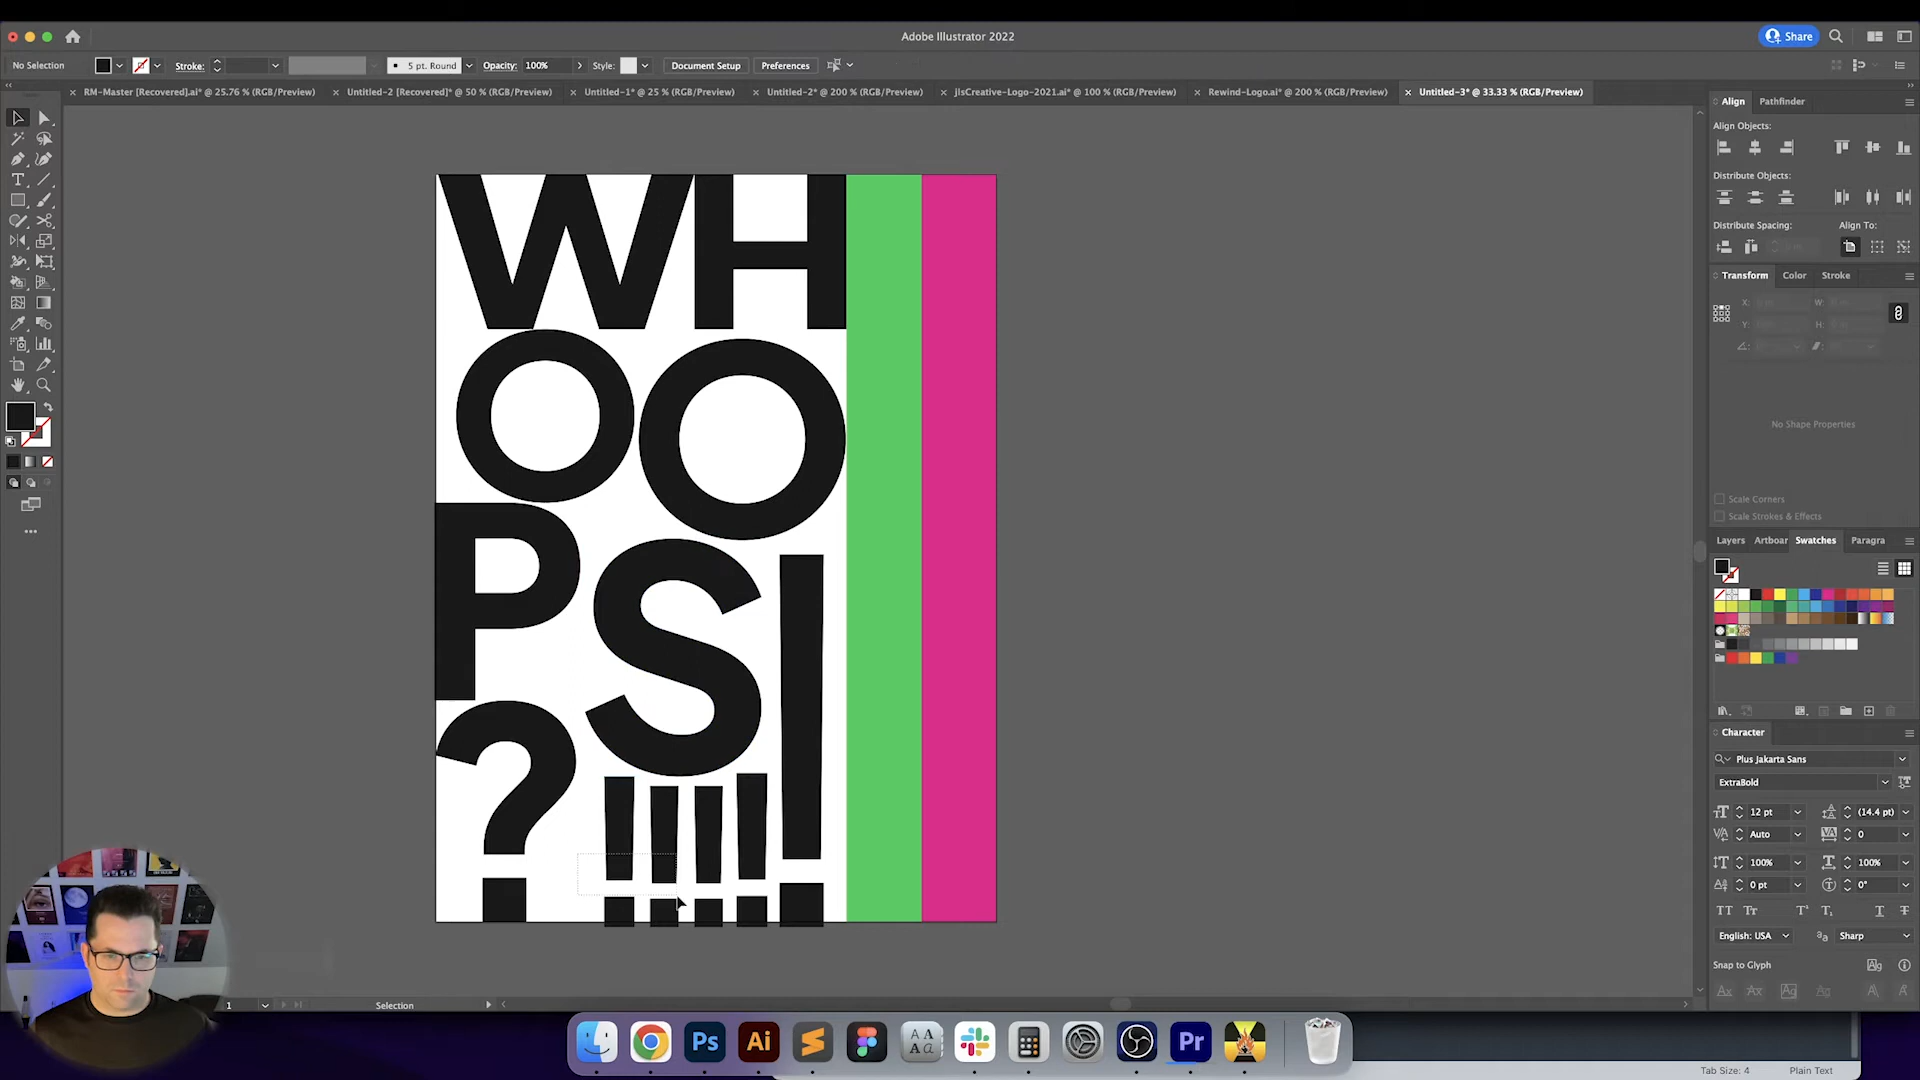 Adobe Illustrator 2022
Share
No Selection
Stroke:
5 pt. Round
Opacity:
100%
Style:
Document Setup
Preferences
RM-Master [Recovered].ai* @ 25.76 % (RGB/Preview)
Untitled-2 [Recovered]* @ 50 % (RGB/Preview)
Untitled-1* @ 25 % (RGB/Preview)
Untitled-2* @ 200 % (RGB/Preview)
JlsCreative-Logo-2021.ai* @ 100 % (RGB/Preview)
Rewind-Logo.ai* @ 200 % (RGB/Preview)
Untitled-3* @ 33.33 % (RGB/Preview)
WH
OO
PS!
?!!!!
Align
Pathfinder
Align Objects:
Distribute Objects:
Distribute Spacing:
Align To:
Transform
Color
Stroke
X:
W:
Y:
H:
No Shape Properties
Scale Corners
Scale Strokes & Effects
Layers
Artboar
Swatches
Paragra
Character
Plus Jakarta Sans
ExtraBold
12 pt
(14.4 pt)
Auto
0
100%
100%
0 pt
0°
English: USA
Sharp
Snap to Glyph
1
Selection
Ps
Ai
Pr
Tab Size: 4
Plain Text